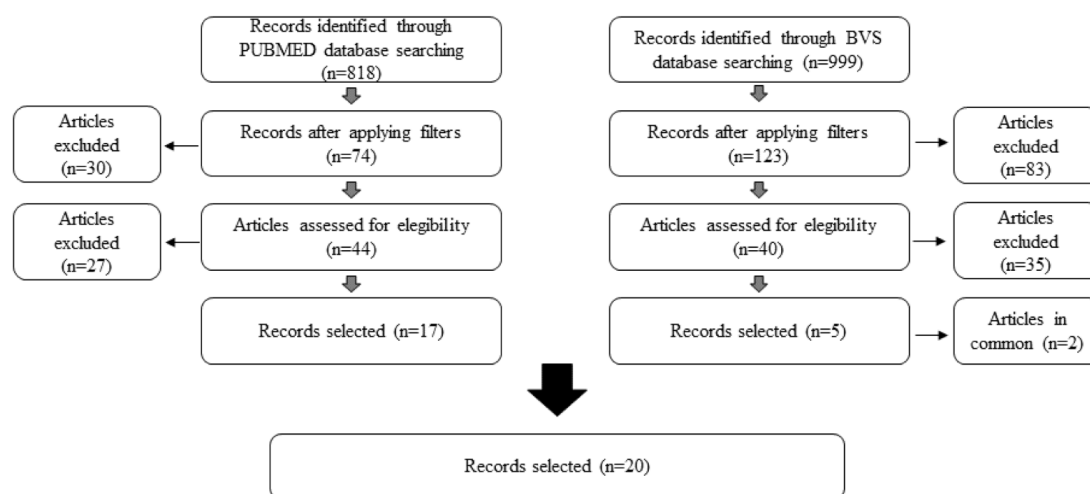 Records identified through
PUBMED database searching
(n=818)
Records identified through BVS
database searching (n=999)
Articles
excluded
(n=30)
Records after applying filters
(n=74)
Records after applying filters
(n=123)
Articles
excluded
(n=83)
Articles
excluded
(n=27)
Articles assessed for elegibility
(n=44)
Articles assessed for elegibility
(n=40)
Articles
excluded
(n=35)
Records selected (n=17)
Records selected (n=5)
Articles in
common (n=2)
Records selected (n=20)